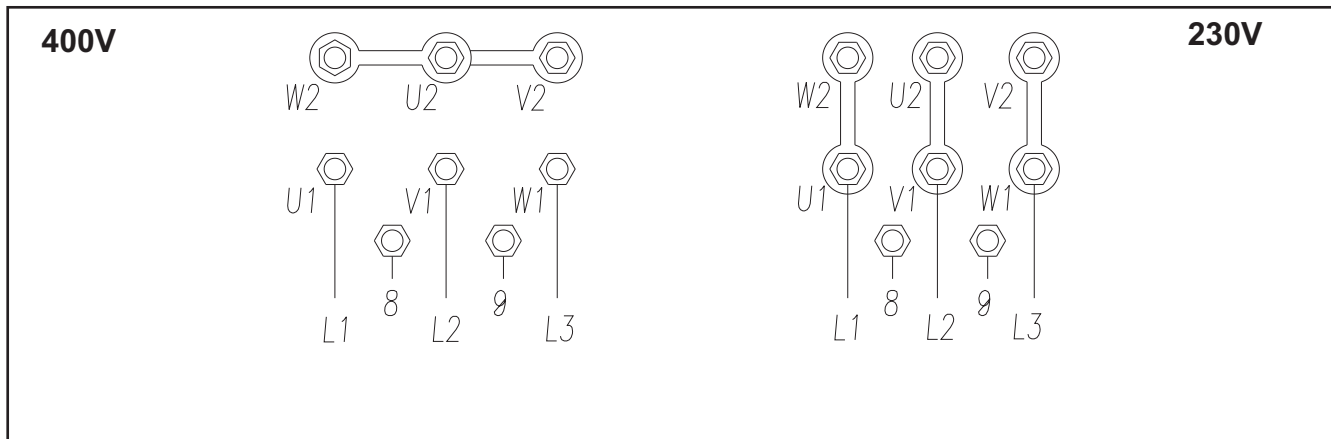 400V 230V
W2 U2 V2 W2 U2 V2
U1 V1 W1 U1 V1 W1
8 9 8 9
L1 L2 L3 L1 L2 L3